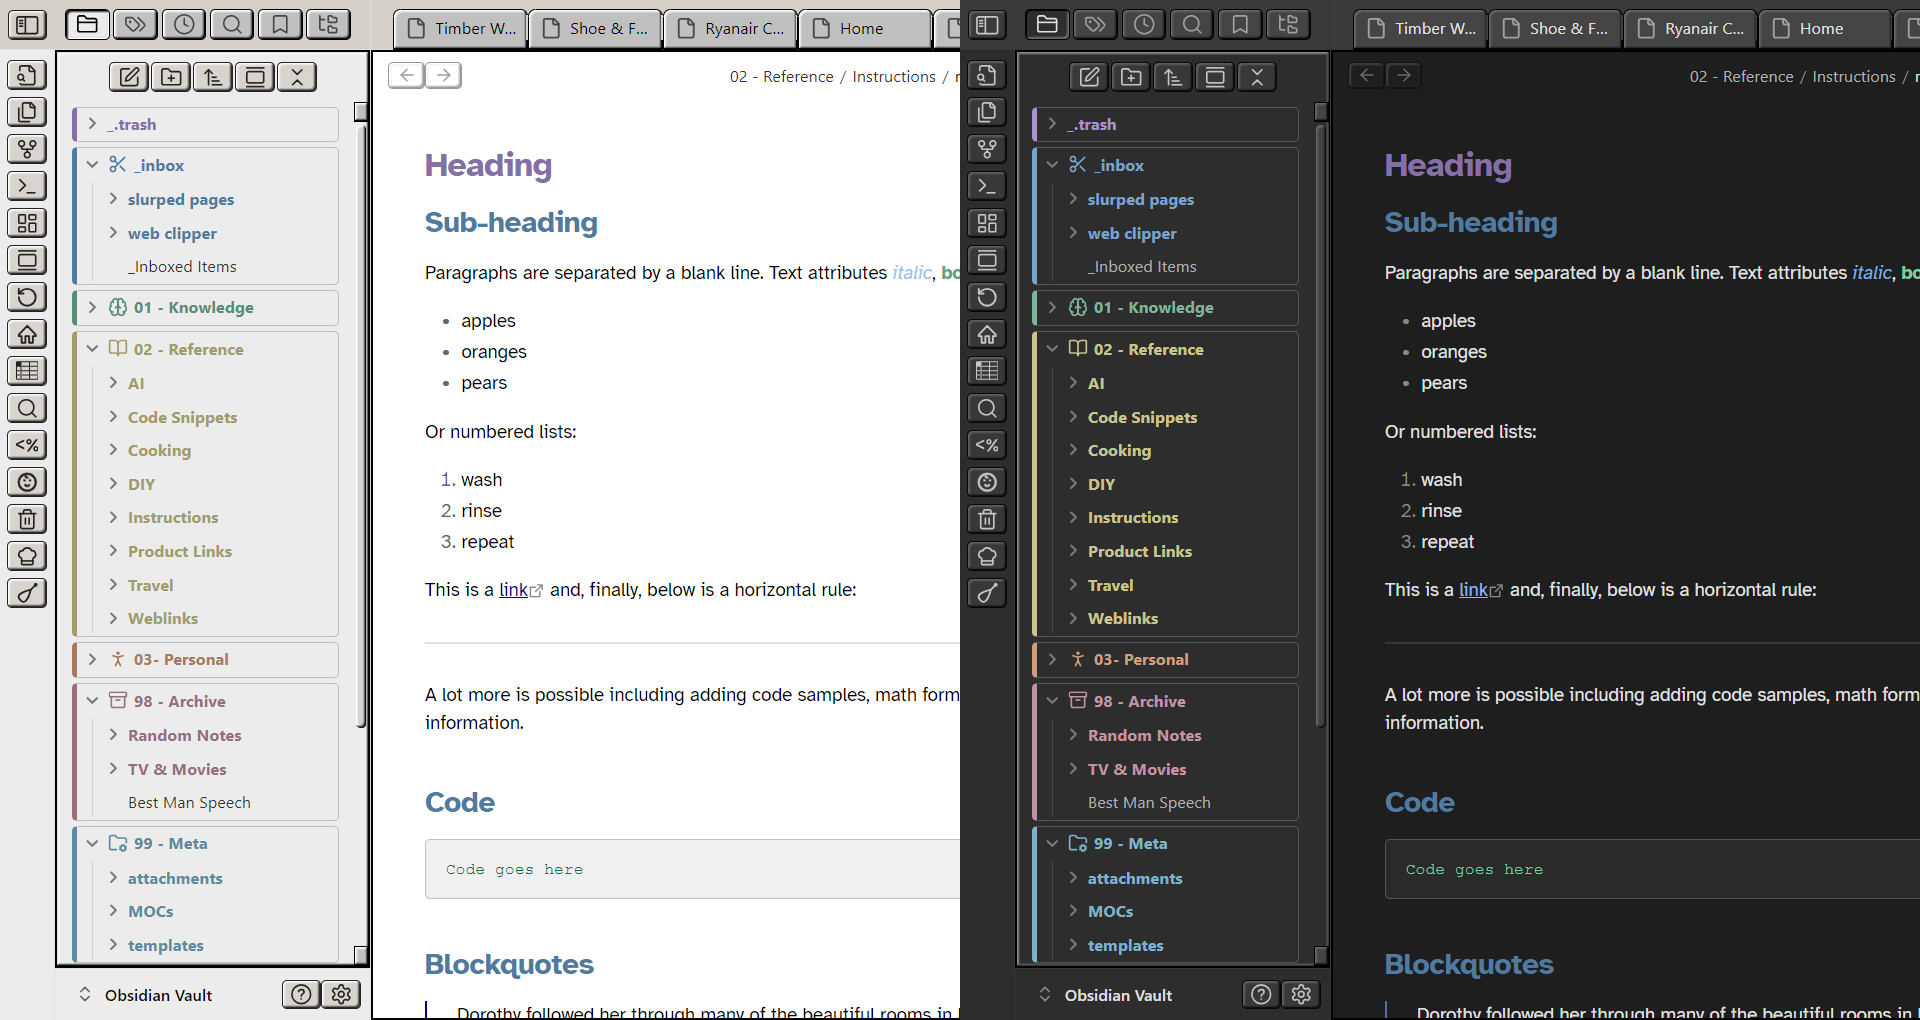 Timber W...
Shoe & F...
Ryanair C...
Home
_.trash
_inbox
slurped pages
web clipper
_Inboxed Items
01 - Knowledge
02 - Reference
AI
Code Snippets
Cooking
DIY
Instructions
Product Links
Travel
Weblinks
03- Personal
98 - Archive
Random Notes
TV & Movies
Best Man Speech
99 - Meta
attachments
MOCs
templates
Obsidian Vault
<%
02 - Reference / Instructions /
Heading
Sub-heading
Paragraphs are separated by a blank line. Text attributes italic,
apples
oranges
pears
Or numbered lists:
1. wash
2. rinse
3. repeat
This is a link and, finally, below is a horizontal rule:
A lot more is possible including adding code samples, math form
information.
Code
Code goes here
Blockquotes
Dorothy followed her through many of the beautiful rooms in
Timber W...
Shoe & F...
Ryanair C...
Home
_.trash
_inbox
slurped pages
web clipper
_Inboxed Items
01 - Knowledge
02 - Reference
AI
Code Snippets
Cooking
DIY
Instructions
Product Links
Travel
Weblinks
03- Personal
98 - Archive
Random Notes
TV & Movies
Best Man Speech
99 - Meta
attachments
MOCs
templates
Obsidian Vault
<%
02 - Reference / Instructions /
Heading
Sub-heading
Paragraphs are separated by a blank line. Text attributes italic,
apples
oranges
pears
Or numbered lists:
1. wash
2. rinse
3. repeat
This is a link and, finally, below is a horizontal rule:
A lot more is possible including adding code samples, math form
information.
Code
Code goes here
Blockquotes
Dorothy followed her through many of the beautiful rooms in